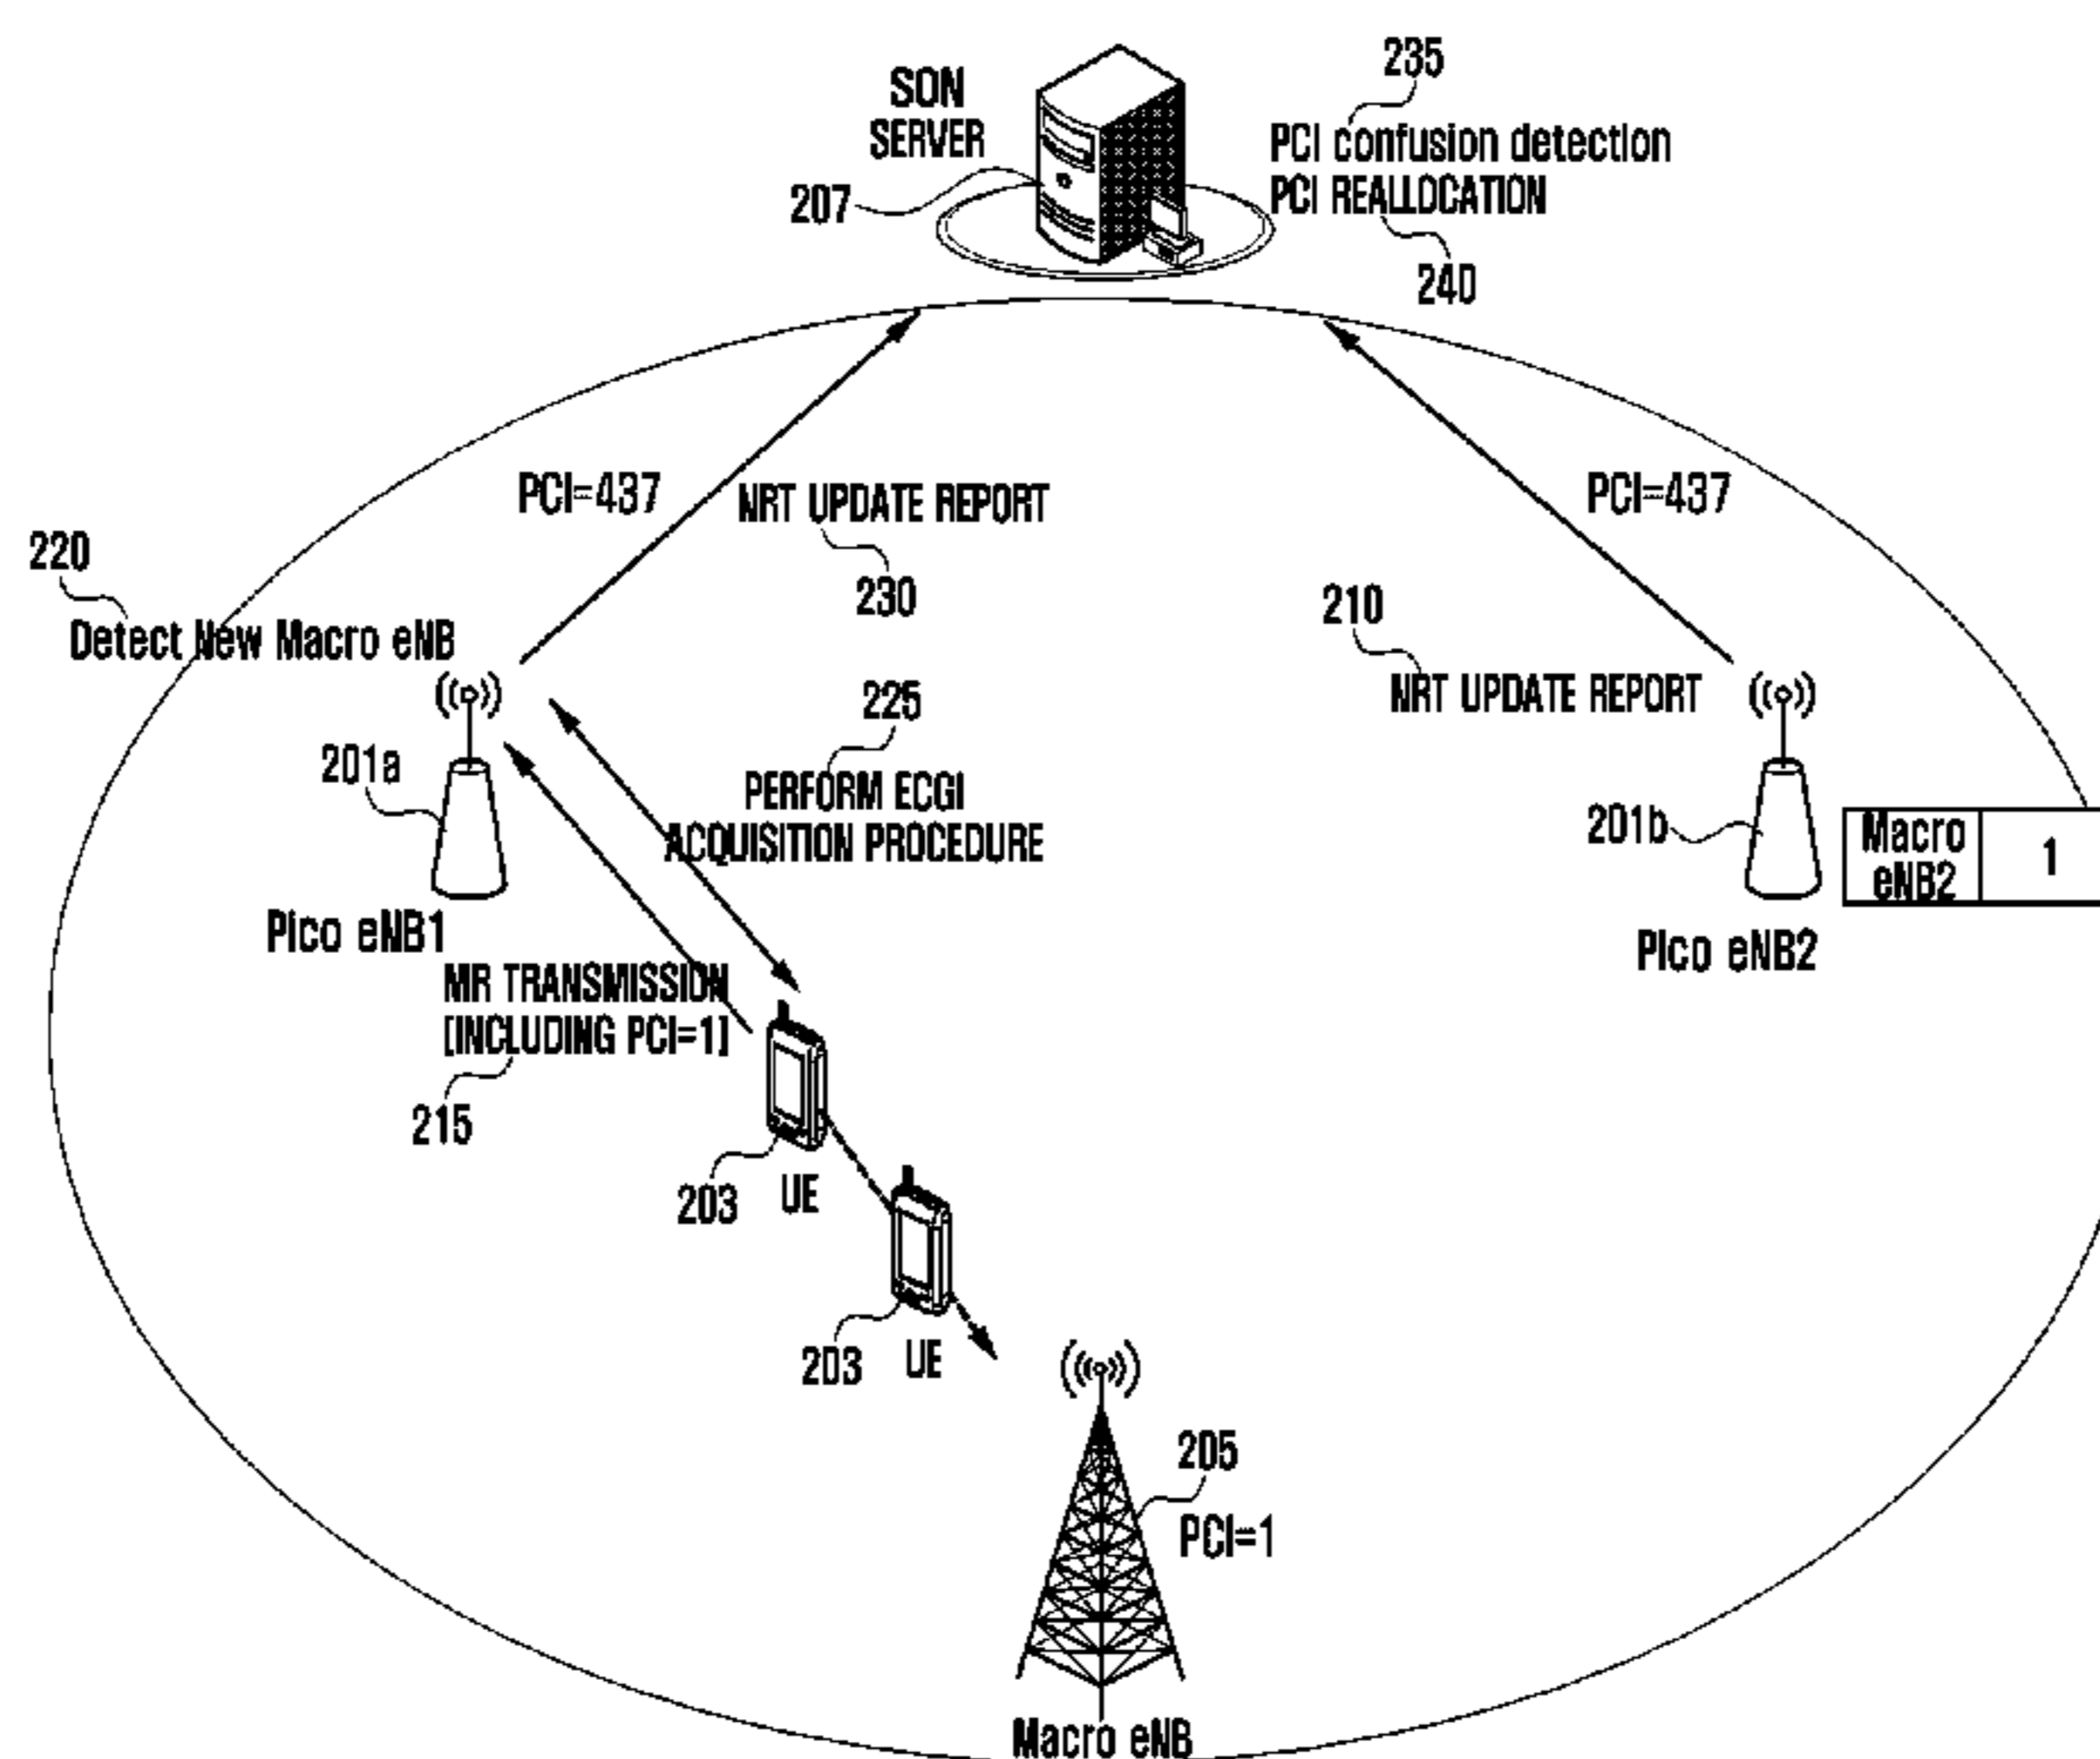 235
SON
SERVER
PCI confusion detection
PCI REALLOCATION
207
240
PCI=437
NRT UPDATE REPORT
230
PCI=437
220
Detect New Macro eNB
210
NRT UPDATE REPORT
225
PERFORM ECGI
ACQUISITION PROCEDURE
201a
Pico eNB1
201b
Macro
eNB2
1
Pico eNB2
MR TRANSMISSION
[INCLUDING PCI=1]
215
203
UE
203
UE
205
PCI=1
Macro eNB